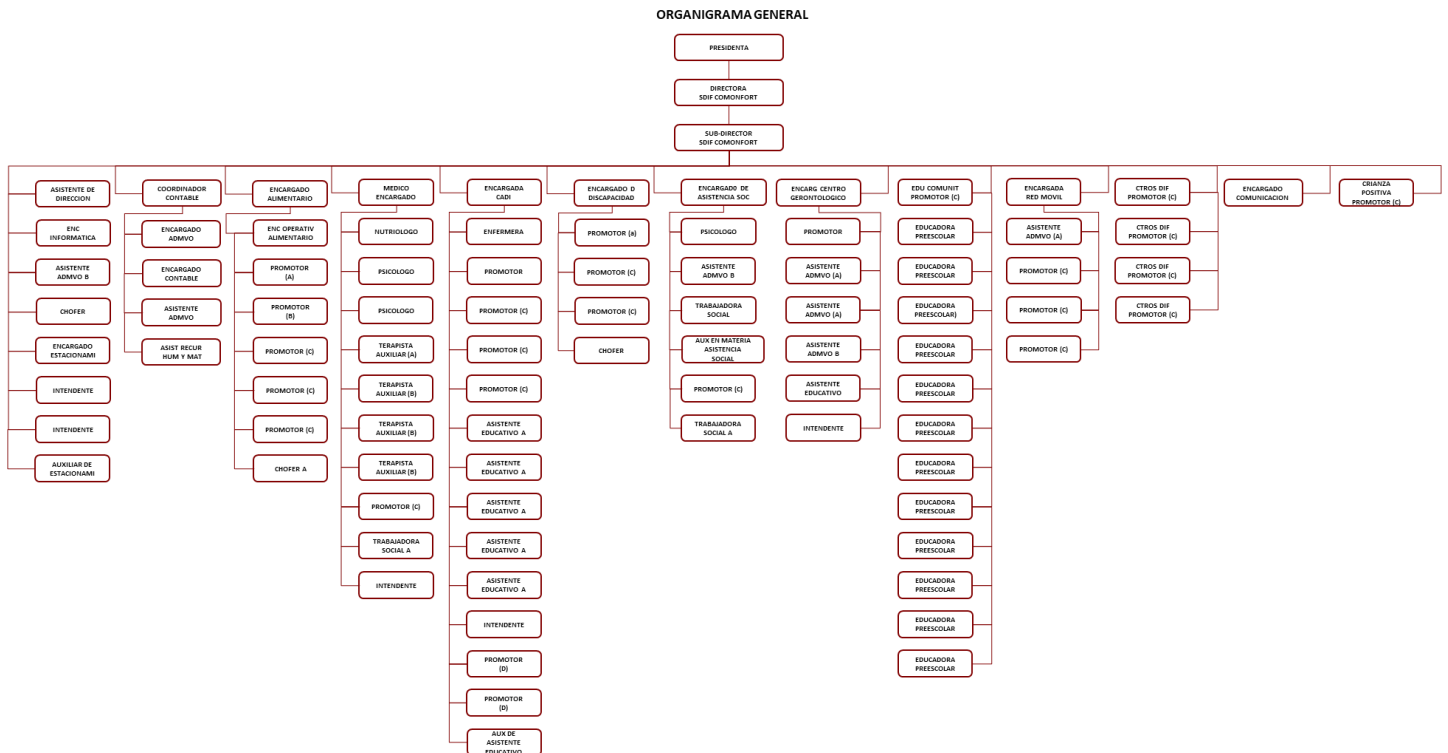 ORGANIGRAMA GENERAL
PRESIDENTA
DIRECTORA
SDIF COMONFORT
SUB-DIRECTOR
SDIF COMONFORT
ASISTENTE DE
DIRECCION
ENC
INFORMATICA
ASISTENTE
ADMVO B
CHOFER
ENCARGADO
ESTACIONAMI
INTENDENTE
INTENDENTE
AUXILIAR DE
ESTACIONAMI
COORDINADOR
CONTABLE
ENCARGADO
ADMVO
ENCARGADO
CONTABLE
ASISTENTE
ADMVO
ASIST RECUR
HUM Y MAT
ENCARGADO
ALIMENTARIO
ENC OPERATIV
ALIMENTARIO
PROMOTOR
(A)
PROMOTOR
(B)
PROMOTOR (C)
PROMOTOR (C)
PROMOTOR (C)
CHOFER A
MEDICO
ENCARGADO
NUTRIOLOGO
PSICOLOGO
PSICOLOGO
TERAPISTA
AUXILIAR (A)
TERAPISTA
AUXILIAR (B)
TERAPISTA
AUXILIAR (B)
TERAPISTA
AUXILIAR (B)
PROMOTOR (C)
TRABAJADORA
SOCIAL A
INTENDENTE
ENCARGADA
CADI
ENFERMERA
PROMOTOR
PROMOTOR (C)
PROMOTOR (C)
PROMOTOR (C)
ASISTENTE
EDUCATIVO A
ASISTENTE
EDUCATIVO A
ASISTENTE
EDUCATIVO A
ASISTENTE
EDUCATIVO A
ASISTENTE
EDUCATIVO A
INTENDENTE
PROMOTOR
(D)
PROMOTOR
(D)
AUX DE
ASISTENTE
EDUCATIVO
ENCARGADO D
DISCAPACIDAD
PROMOTOR (a)
PROMOTOR (C)
PROMOTOR (C)
CHOFER
ENCARGAD0 DE
ASISTENCIA SOC
PSICOLOGO
ASISTENTE
ADMVO B
TRABAJADORA
SOCIAL
AUX EN MATERIA
ASISTENCIA
SOCIAL
PROMOTOR (C)
TRABAJADORA
SOCIAL A
ENCARG CENTRO
GERONTOLOGICO
PROMOTOR
ASISTENTE
ADMVO (A)
ASISTENTE
ADMVO (A)
ASISTENTE
ADMVO B
ASISTENTE
EDUCATIVO
INTENDENTE
EDU COMUNIT
PROMOTOR (C)
EDUCADORA
PREESCOLAR
EDUCADORA
PREESCOLAR
EDUCADORA
PREESCOLAR)
EDUCADORA
PREESCOLAR
EDUCADORA
PREESCOLAR
EDUCADORA
PREESCOLAR
EDUCADORA
PREESCOLAR
EDUCADORA
PREESCOLAR
EDUCADORA
PREESCOLAR
EDUCADORA
PREESCOLAR
EDUCADORA
PREESCOLAR
EDUCADORA
PREESCOLAR
ENCARGADA
RED MOVIL
ASISTENTE
ADMVO (A)
PROMOTOR (C)
PROMOTOR (C)
PROMOTOR (C)
CTROS DIF
PROMOTOR (C)
CTROS DIF
PROMOTOR (C)
CTROS DIF
PROMOTOR (C)
CTROS DIF
PROMOTOR (C)
ENCARGADO
COMUNICACION
CRIANZA
POSITIVA
PROMOTOR (C)